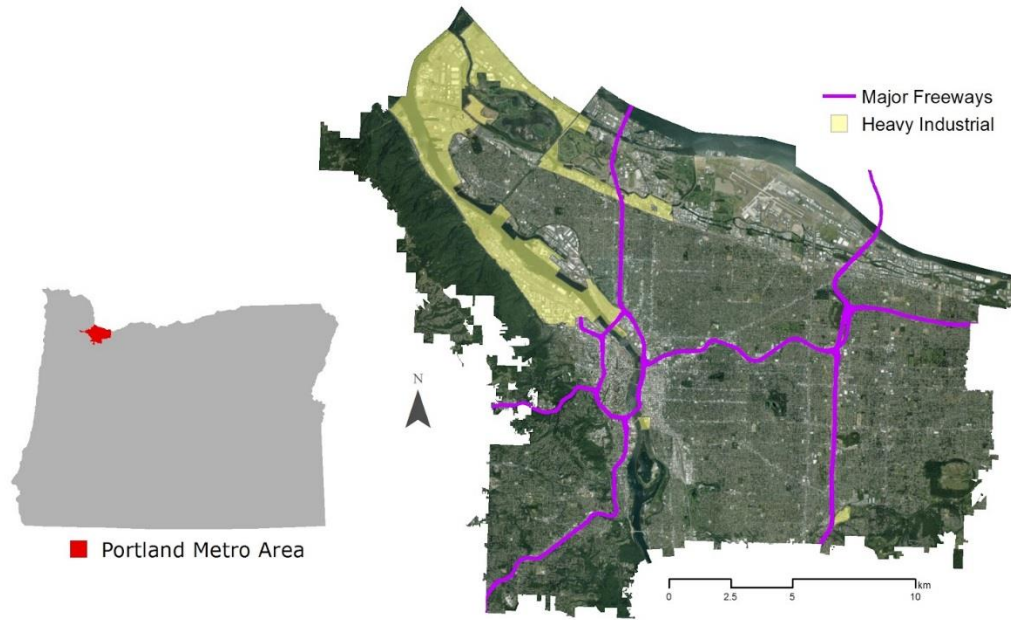 Major Freeways
Heavy Industrial
N
Portland Metro Area
km
0 2.5 5 10